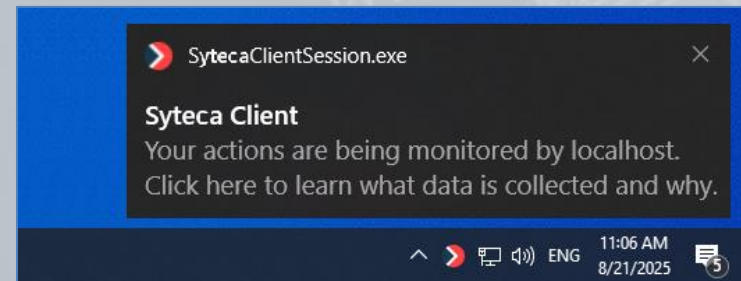 SytecaClientSession.exe
Syteca Client
Your actions are being monitored by localhost.
Click here to learn what data is collected and why.
ENG
11:06 AM
8/21/2025
5